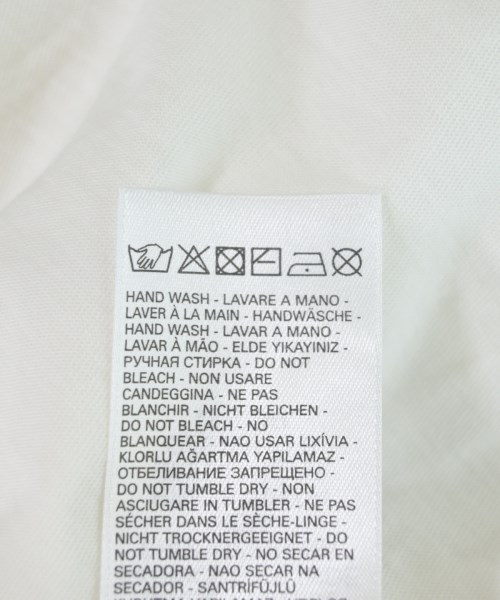 HAND WASH - LAVARE A MANO -
LAVER À LA MAIN - HANDWÄSCHE -
HAND WASH - LAVAR A MANO -
LAVAR À MÃO - ELDE YIKAYINIZ -
РУЧНАЯ СТИРКА - DO NOT
BLEACH - NON USARE
CANDEGGINA - NE PAS
BLANCHIR - NICHT BLEICHEN -
DO NOT BLEACH - NO
BLANQUEAR - NAO USAR LIXÍVIA -
KLORLU AĞARTMA YAPILAMAZ -
ОТБЕЛИВАНИЕ ЗАПРЕЩЕНО -
DO NOT TUMBLE DRY - NON
ASCIUGARE IN TUMBLER - NE PAS
SÉCHER DANS LE SÈCHE-LINGE -
NICHT TROCKNERGEEIGNET - DO
NOT TUMBLE DRY - NO SECAR EN
SECADORA - NAO SECAR NA
SECADOR - SANTRİFÜJLÜ